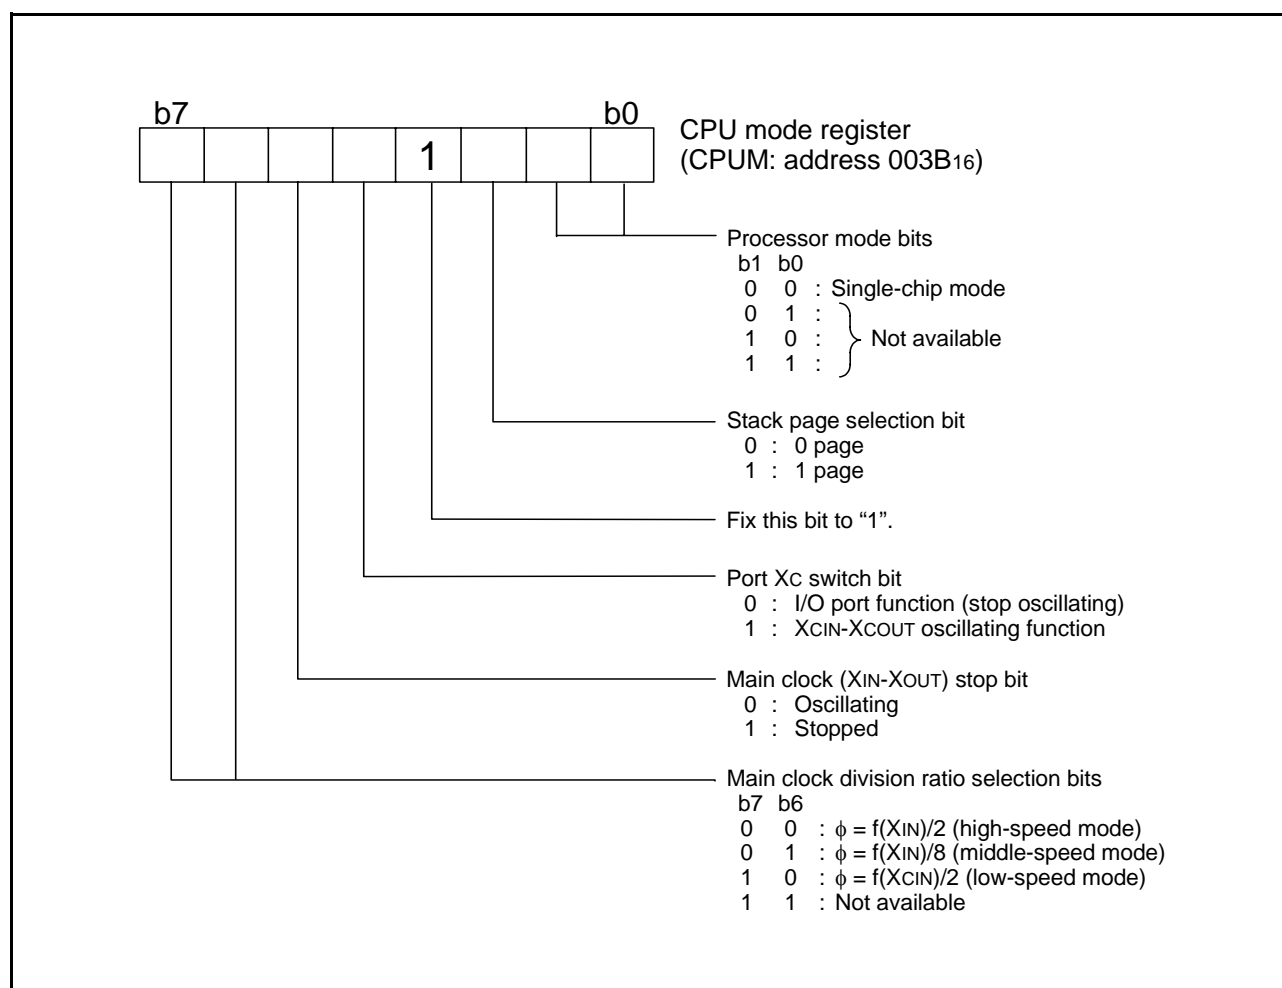 b7 b0
1
CPU mode register
(CPUM: address 003B16)
Processor mode bits
b1 b0
0 0 : Single-chip mode
0 1 :
1 0 : Not available
1 1 :
Stack page selection bit
0 : 0 page
1 : 1 page
Fix this bit to “1”.
Port XC switch bit
0 : I/O port function (stop oscillating)
1 : XCIN-XCOUT oscillating function
Main clock (XIN-XOUT) stop bit
0 : Oscillating
1 : Stopped
Main clock division ratio selection bits
b7 b6
0 0 : ϕ = f(XIN)/2 (high-speed mode)
0 1 : ϕ = f(XIN)/8 (middle-speed mode)
1 0 : ϕ = f(XCIN)/2 (low-speed mode)
1 1 : Not available